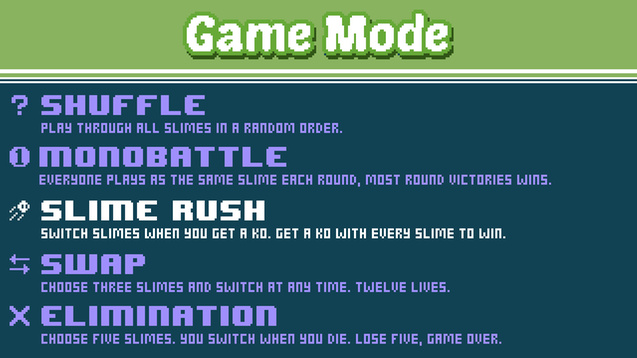 Game Mode
? SHUFFLE
PLAY THROUGH ALL SLIMES IN A RANDOM ORDER.
1 MONOBATTLE
EVERYONE PLAYS AS THE SAME SLIME EACH ROUND, MOST ROUND VICTORIES WINS.
SLIME RUSH
SWITCH SLIMES WHEN YOU GET A KO. GET A KO WITH EVERY SLIME TO WIN.
SWAP
CHOOSE THREE SLIMES AND SWITCH AT ANY TIME. TWELVE LIVES.
ELIMINATION
CHOOSE FIVE SLIMES. YOU SWITCH WHEN YOU DIE. LOSE FIVE, GAME OVER.